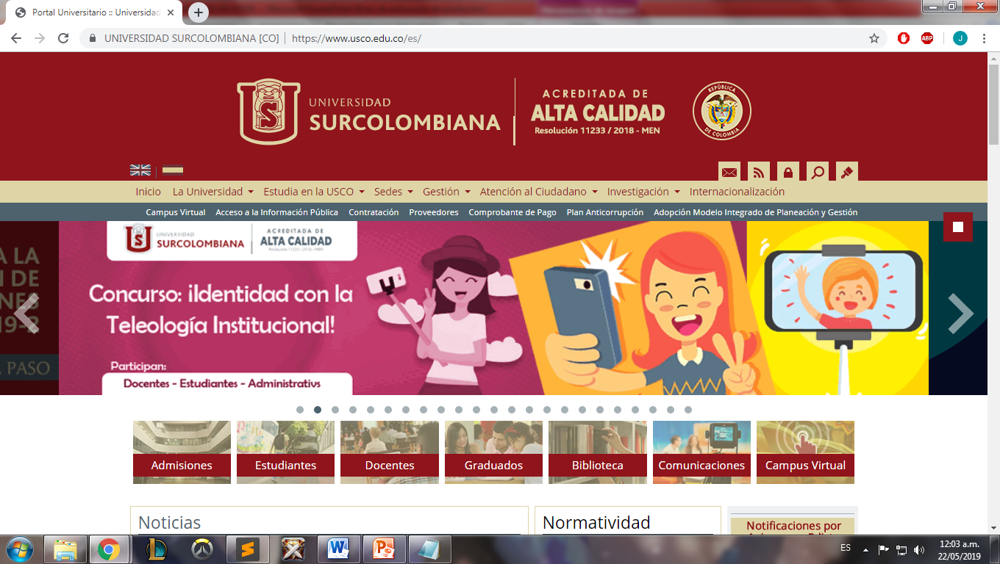 Portal Universitario :: Universidad
UNIVERSIDAD SURCOLOMBIANA [CO] | https://www.usco.edu.co/es/
ABP
J
UNIVERSIDAD
SURCOLOMBIANA
ACREDITADA DE
ALTA CALIDAD
Resolución 11233 / 2018 - MEN
REPÚBLICA
DE COLOMBIA
Inicio La Universidad Estudia en la USCO Sedes Gestión Atención al Ciudadano Investigación Internacionalización
Campus Virtual Acceso a la Información Pública Contratación Proveedores Comprobante de Pago Plan Anticorrupción Adopción Modelo Integrado de Planeación y Gestión
UNIVERSIDAD
SURCOLOMBIANA
ACREDITADA DE
ALTA CALIDAD
Resolución 11233 / 2018 - MEN
A LA
N DE
NES
19-2
PASO
Concurso: ¡Identidad con la
Teleología Institucional!
Participan:
Docentes - Estudiantes - Administrativs
Admisiones Estudiantes Docentes Graduados Biblioteca Comunicaciones Campus Virtual
Noticias
Normatividad
Notificaciones por
ES
12:03 a.m.
22/05/2019